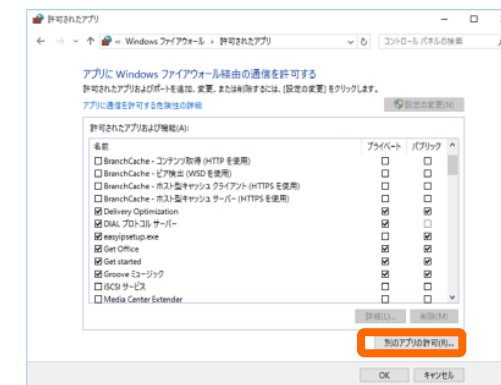 許可されたアプリ
« Windows ファイアウォール › 許可されたアプリ
コントロール パネルの検索
アプリに Windows ファイアウォール経由の通信を許可する
許可されたアプリおよびポートを追加、変更、または削除するには、[設定の変更] をクリックします。
アプリに通信を許可する危険性の詳細
設定の変更(N)
許可されたアプリおよび機能(A):
名前 プライベート パブリック
BranchCache - コンテンツ取得 (HTTP を使用)
BranchCache - ピア検出 (WSD を使用)
BranchCache - ホスト型キャッシュ クライアント (HTTPS を使用)
BranchCache - ホスト型キャッシュ サーバー (HTTPS を使用)
Delivery Optimization
DIAL プロトコル サーバー
easyipsetup.exe
Get Office
Get started
Groove ミュージック
iSCSI サービス
Media Center Extender
詳細(L)... 削除(M)
別のアプリの許可(R)...
OK キャンセル